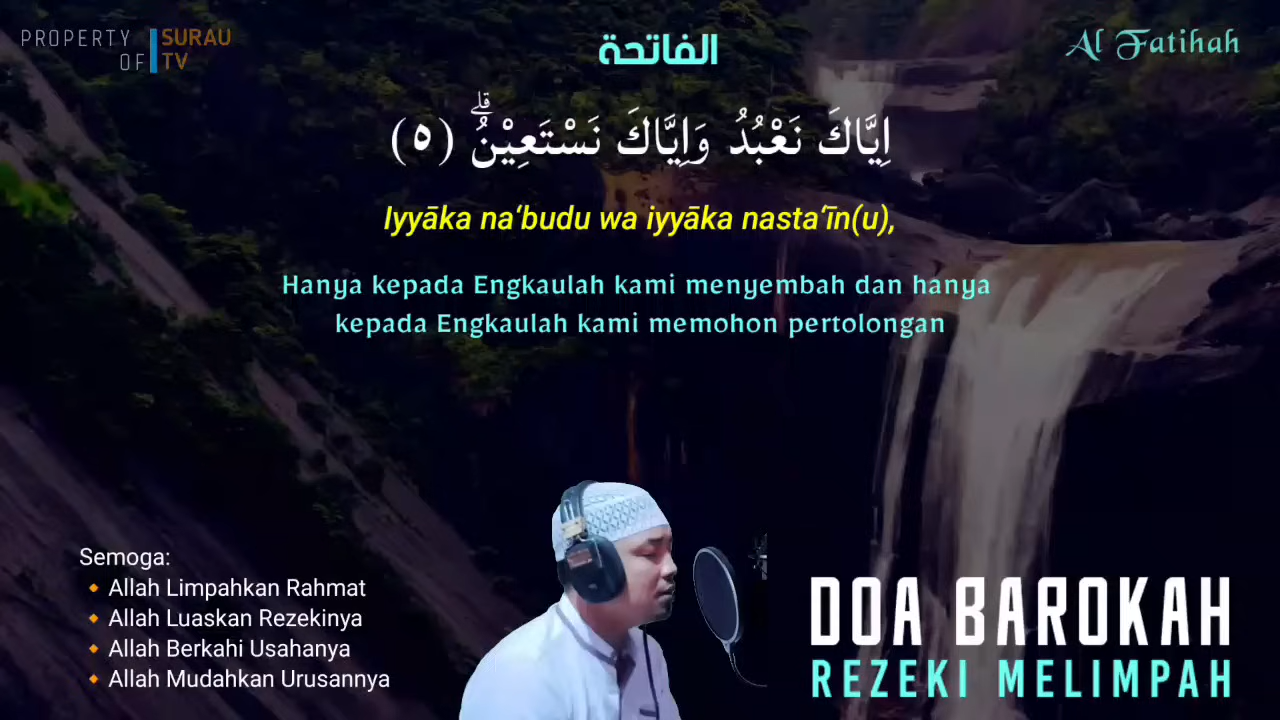 PROPERTY OF SURAU TV
الفاتحة
Al Fatihah
اِيَّاكَ نَعْبُدُ وَاِيَّاكَ نَسْتَعِيْنُۗ (٥)
Iyyāka na‘budu wa iyyāka nasta‘īn(u),
Hanya kepada Engkaulah kami menyembah dan hanya
kepada Engkaulah kami memohon pertolongan
Semoga:
🔸Allah Limpahkan Rahmat
🔸Allah Luaskan Rezekinya
🔸Allah Berkahi Usahanya
🔸Allah Mudahkan Urusannya
DOA BAROKAH
REZEKI MELIMPAH